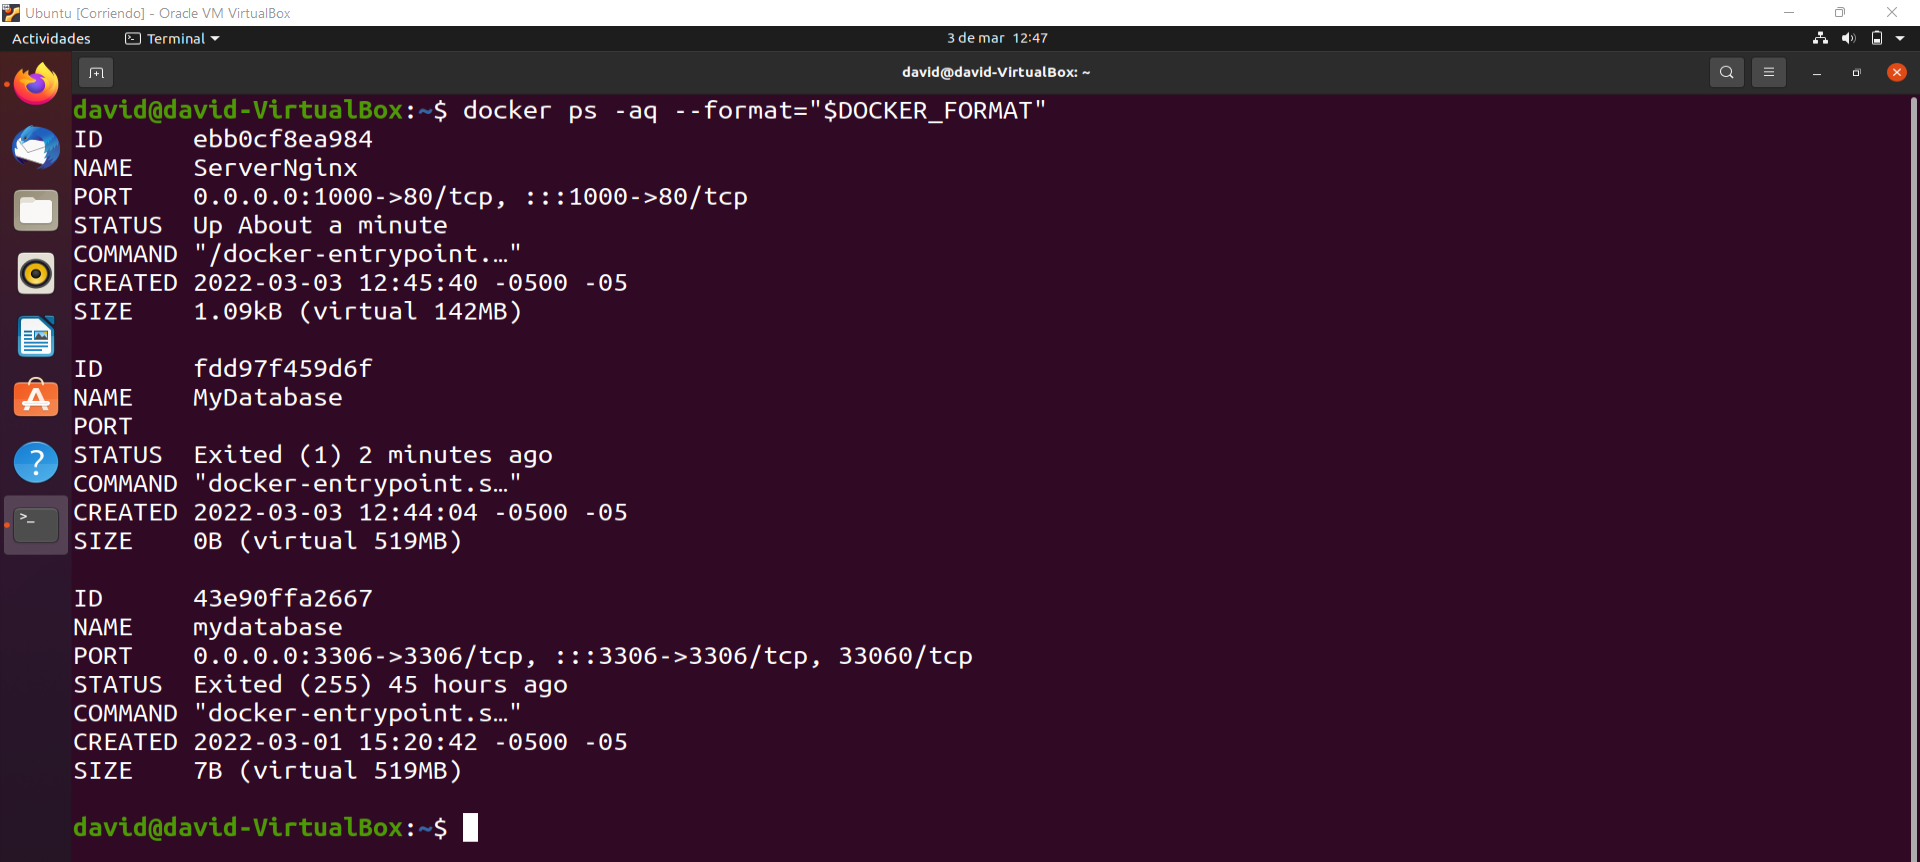 Ubuntu [Corriendo] - Oracle VM VirtualBox
Actividades Terminal 3 de mar 12:47
david@david-VirtualBox: ~
david@david-VirtualBox:~$ docker ps -aq --format="$DOCKER_FORMAT"
ID      ebb0cf8ea984
NAME    ServerNginx
PORT    0.0.0.0:1000->80/tcp, :::1000->80/tcp
STATUS  Up About a minute
COMMAND "/docker-entrypoint.…"
CREATED 2022-03-03 12:45:40 -0500 -05
SIZE    1.09kB (virtual 142MB)
ID      fdd97f459d6f
NAME    MyDatabase
PORT
STATUS  Exited (1) 2 minutes ago
COMMAND "docker-entrypoint.s…"
CREATED 2022-03-03 12:44:04 -0500 -05
SIZE    0B (virtual 519MB)
ID      43e90ffa2667
NAME    mydatabase
PORT    0.0.0.0:3306->3306/tcp, :::3306->3306/tcp, 33060/tcp
STATUS  Exited (255) 45 hours ago
COMMAND "docker-entrypoint.s…"
CREATED 2022-03-01 15:20:42 -0500 -05
SIZE    7B (virtual 519MB)
david@david-VirtualBox:~$